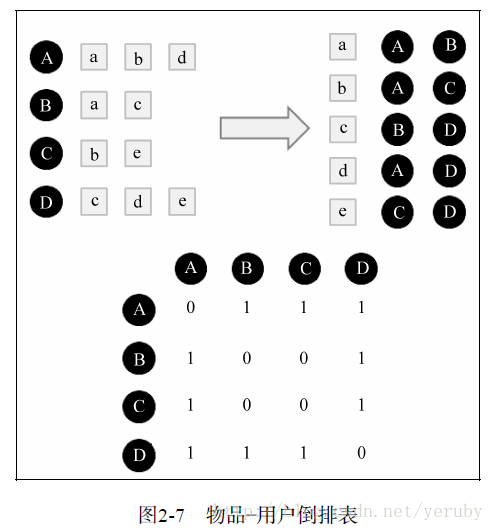 A a b d
B a c
C b e
D c d e
a A B
b A C
c B D
d A D
e C D
A B C D
A 0 1 1 1
B 1 0 0 1
C 1 0 0 1
D 1 1 1 0
图2-7 物品-用户倒排表